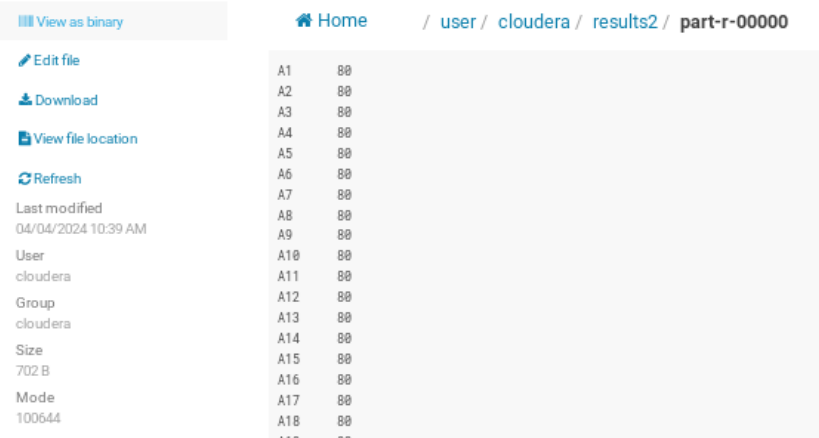 View as binary
Edit file
Download
View file location
Refresh
Last modified
04/04/2024 10:39 AM
User
cloudera
Group
cloudera
Size
702 B
Mode
100644
Home / user / cloudera / results2 / part-r-00000
A1 80
A2 80
A3 80
A4 80
A5 80
A6 80
A7 80
A8 80
A9 80
A10 80
A11 80
A12 80
A13 80
A14 80
A15 80
A16 80
A17 80
A18 80